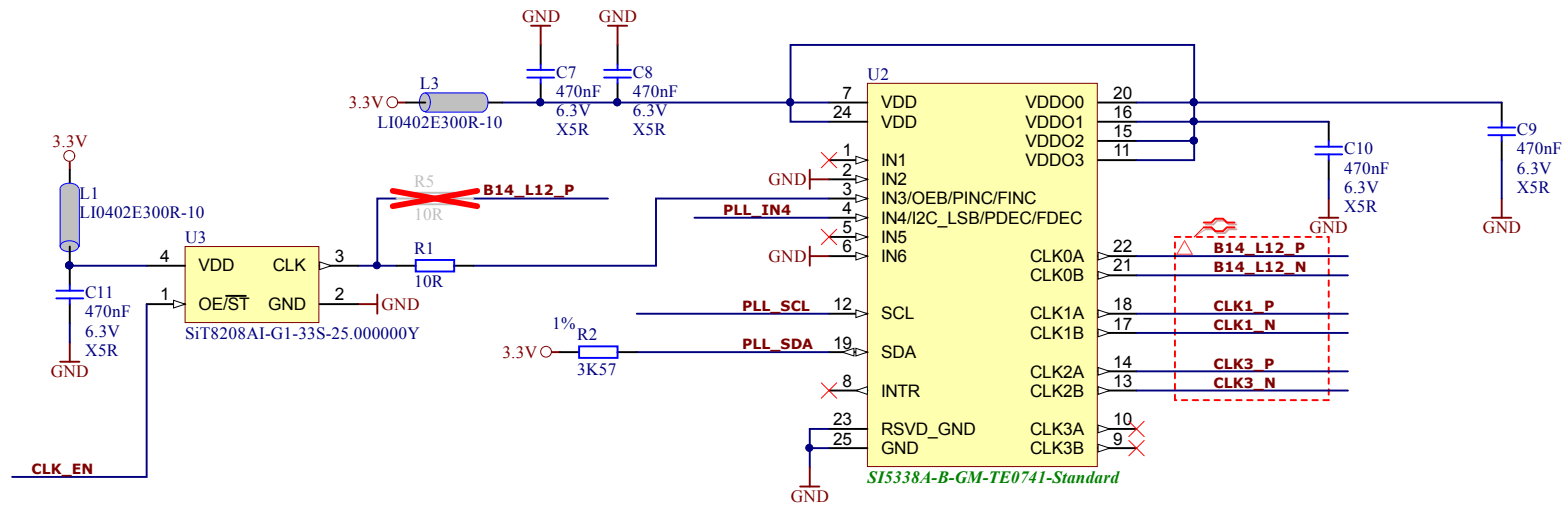 GND
GND
L3
3.3V
LI0402E300R-10
C7
470nF
6.3V
X5R
C8
470nF
6.3V
X5R
3.3V
L1
LI0402E300R-10
C11
470nF
6.3V
X5R
GND
U3
4 VDD CLK 3
1 OE/ST GND 2
GND
SiT8208AI-G1-33S-25.000000Y
CLK_EN
R5
10R
B14_L12_P
R1
10R
PLL_IN4
GND
GND
PLL_SCL
1%
R2
3.3V
3K57
PLL_SDA
U2
7 VDD VDDO0 20
24 VDD VDDO1 16
VDDO2 15
VDDO3 11
1 IN1
2 IN2
3 IN3/OEB/PINC/FINC
4 IN4/I2C_LSB/PDEC/FDEC
5 IN5
6 IN6
CLK0A 22 B14_L12_P
CLK0B 21 B14_L12_N
12 SCL CLK1A 18 CLK1_P
CLK1B 17 CLK1_N
19 SDA
CLK2A 14 CLK3_P
8 INTR CLK2B 13 CLK3_N
23 RSVD_GND CLK3A 10
25 GND CLK3B 9
SI5338A-B-GM-TE0741-Standard
GND
C10
470nF
6.3V
X5R
GND
C9
470nF
6.3V
X5R
GND